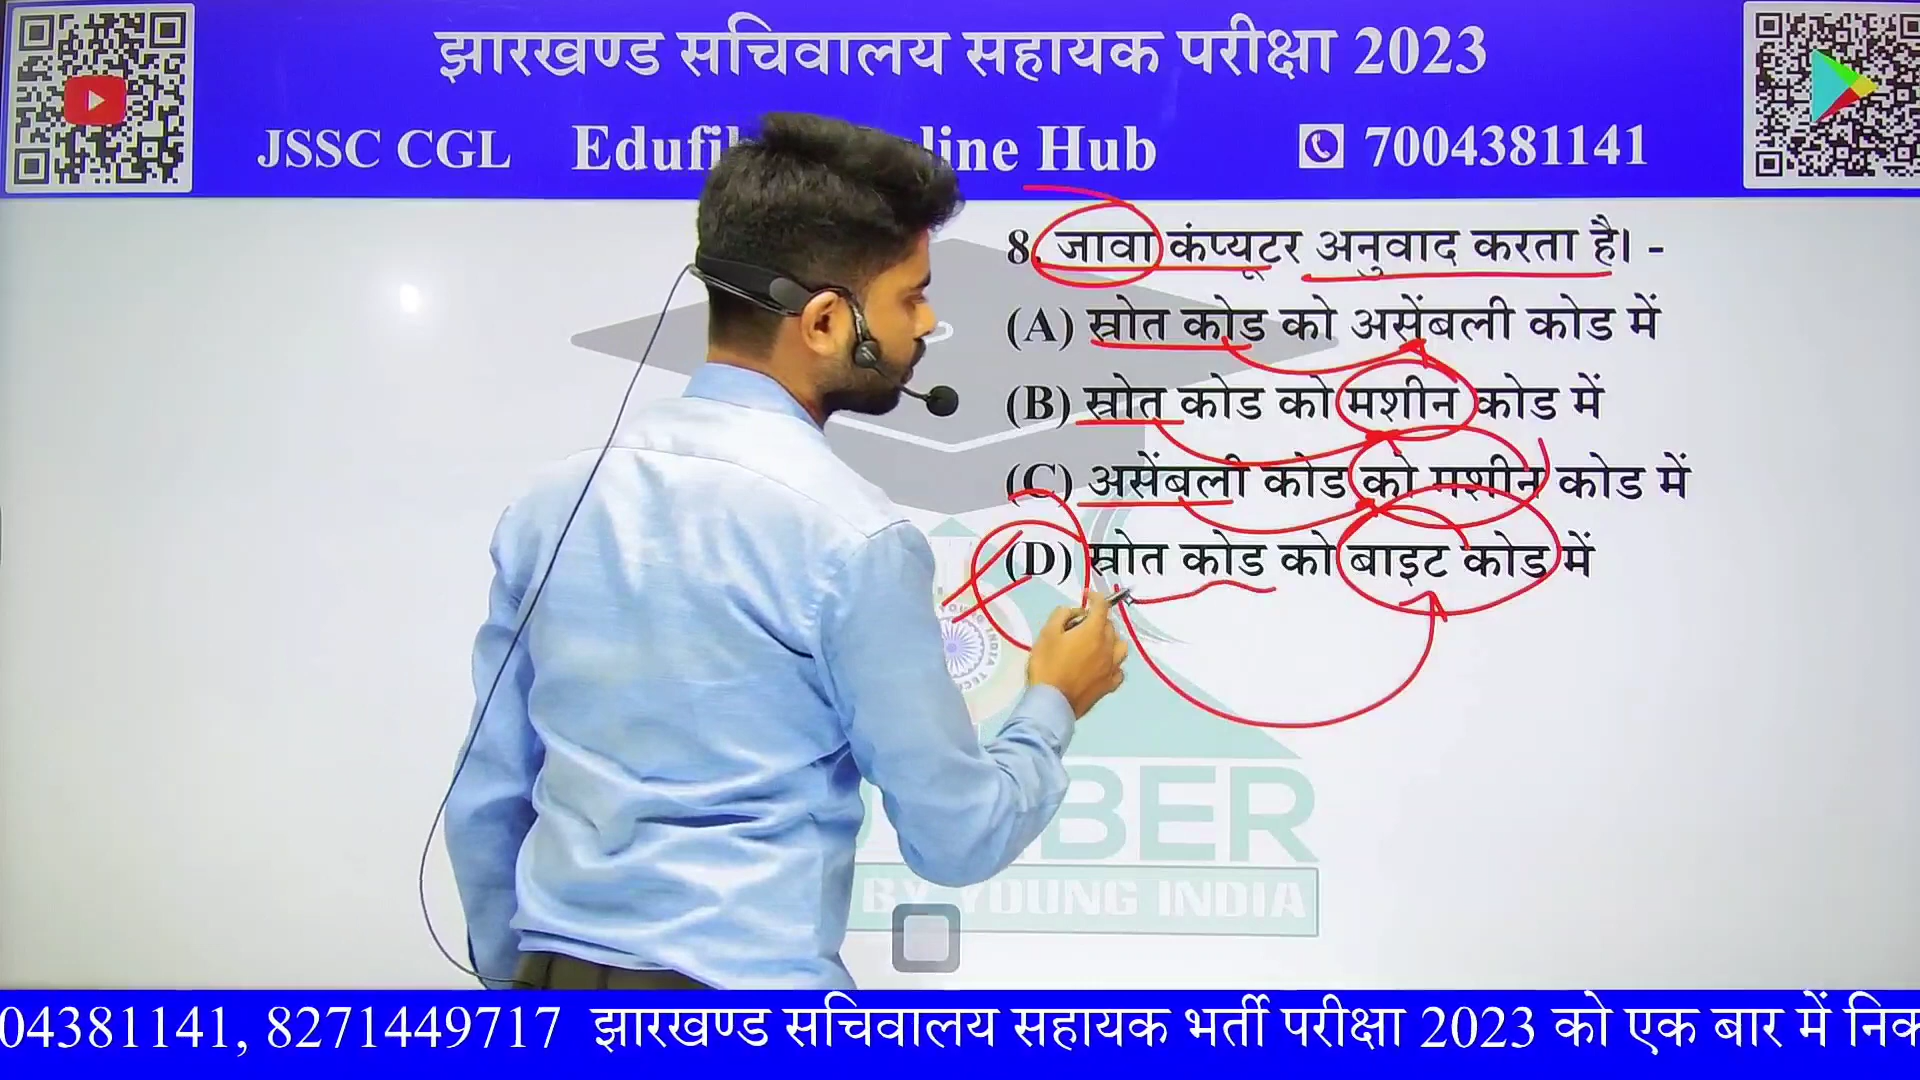 झारखण्ड सचिवालय सहायक परीक्षा 2023
JSSC CGL
Hub
7004381141
8. जावा कंप्यूटर अनुवाद करता है। -
(A) स्रोत कोड को असेंबली कोड में
(B) स्रोत कोड को मशीन कोड में
(C) असेंबली कोड को मशीन कोड में
(D) स्रोत कोड को बाइट कोड में
BY YOUNG INDIA
04381141, 8271449717 झारखण्ड सचिवालय सहायक भर्ती परीक्षा 2023 को एक बार में